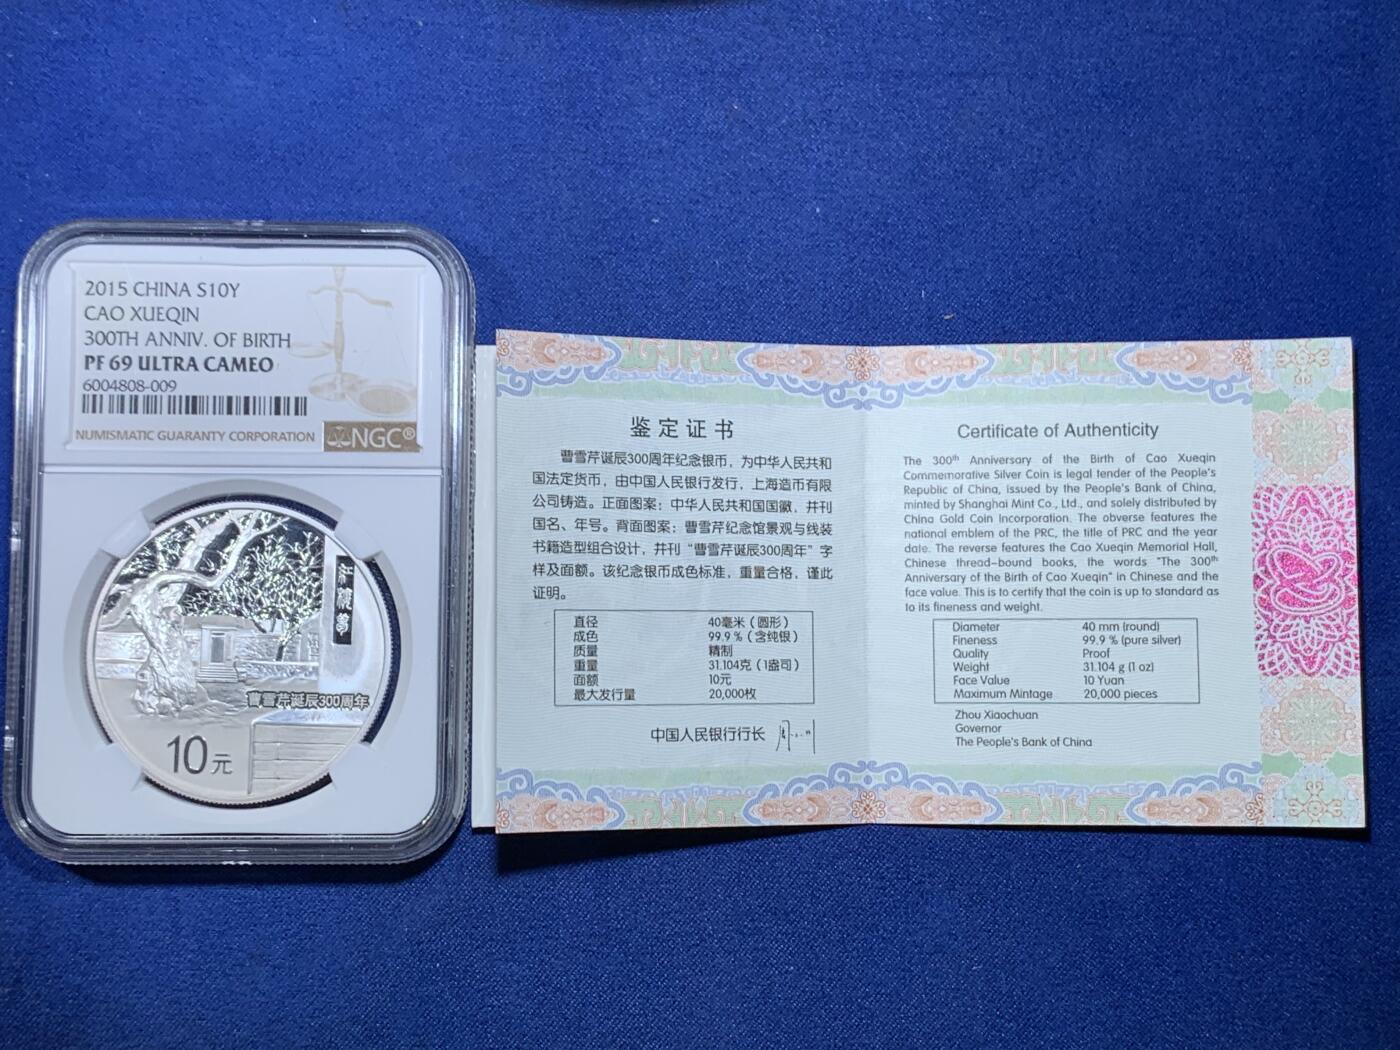 2015 CHINA S10Y
CAO XUEQIN
300TH ANNIV. OF BIRTH
PF 69 ULTRA CAMEO
6004808-009
NUMISMATIC GUARANTY CORPORATION NGC®
曹雪芹诞辰300周年
10元
鉴定证书
曹雪芹诞辰300周年纪念银币，为中华人民共和
国法定货币，由中国人民银行发行，上海造币有限
公司铸造。正面图案：中华人民共和国国徽，并刊
国名、年号。背面图案：曹雪芹纪念馆景观与线装
书籍造型组合设计，并刊“曹雪芹诞辰300周年”字
样及面额。该纪念银币成色标准，重量合格，谨此
证明。
直径 40毫米（圆形）
成色 99.9％（含纯银）
质量 精制
重量 31.104克（1盎司）
面额 10元
最大发行量 20,000枚
中国人民银行行长
Certificate of Authenticity
The 300th Anniversary of the Birth of Cao Xueqin
Commemorative Silver Coin is legal tender of the People's
Republic of China, issued by the People's Bank of China,
minted by Shanghai Mint Co., Ltd., and solely distributed by
China Gold Coin Incorporation. The obverse features the
national emblem of the PRC, the title of PRC and the year
date. The reverse features the Cao Xueqin Memorial Hall,
Chinese thread-bound books, the words "The 300th
Anniversary of the Birth of Cao Xueqin" in Chinese and the
face value. This is to certify that the coin is up to standard as
to its fineness and weight.
Diameter 40 mm (round)
Fineness 99.9 % (pure silver)
Quality Proof
Weight 31.104 g (1 oz)
Face Value 10 Yuan
Maximum Mintage 20,000 pieces
Zhou Xiaochuan
Governor
The People's Bank of China